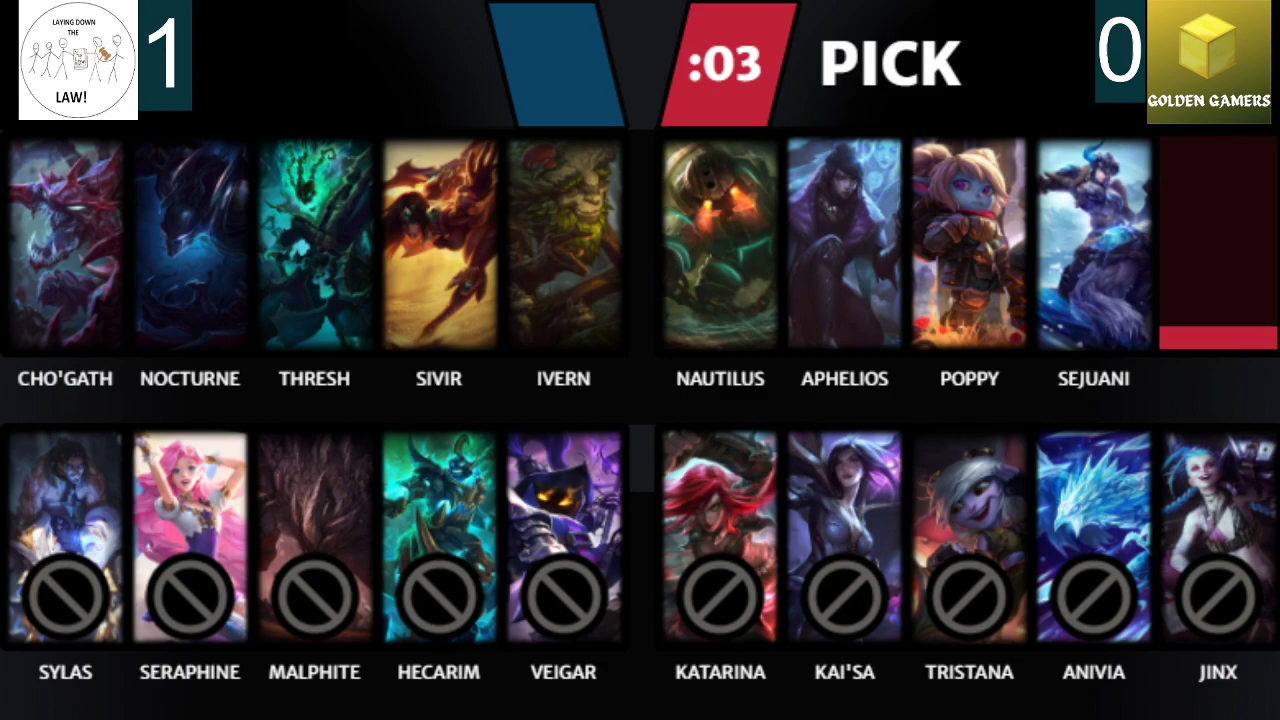 LAYING DOWN
THE
LAW!
1
:03
PICK
0
GOLDEN GAMERS
CHO'GATH
NOCTURNE
THRESH
SIVIR
IVERN
NAUTILUS
APHELIOS
POPPY
SEJUANI
SYLAS
SERAPHINE
MALPHITE
HECARIM
VEIGAR
KATARINA
KAI'SA
TRISTANA
ANIVIA
JINX